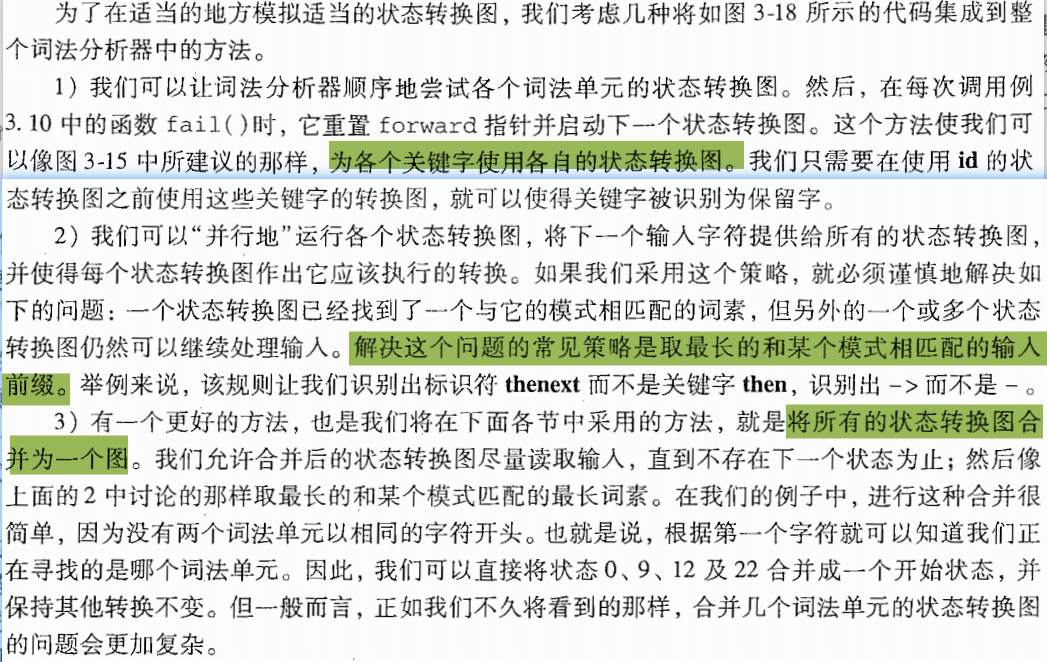 为了在适当的地方模拟适当的状态转换图，我们考虑几种将如图 3-18 所示的代码集成到整
个词法分析器中的方法。
1）我们可以让词法分析器顺序地尝试各个词法单元的状态转换图。然后，在每次调用例
3.10 中的函数 fail()时，它重置 forward 指针并启动下一个状态转换图。这个方法使我们可
以像图 3-15 中所建议的那样，为各个关键字使用各自的状态转换图。我们只需要在使用 id 的状
态转换图之前使用这些关键字的转换图，就可以使得关键字被识别为保留字。
2）我们可以“并行地”运行各个状态转换图，将下一个输入字符提供给所有的状态转换图，
并使得每个状态转换图作出它应该执行的转换。如果我们采用这个策略，就必须谨慎地解决如
下的问题：一个状态转换图已经找到了一个与它的模式相匹配的词素，但另外的一个或多个状态
转换图仍然可以继续处理输入。解决这个问题的常见策略是取最长的和某个模式相匹配的输入
前缀。举例来说，该规则让我们识别出标识符 thenext 而不是关键字 then，识别出 -> 而不是 - 。
3）有一个更好的方法，也是我们将在下面各节中采用的方法，就是将所有的状态转换图合
并为一个图。我们允许合并后的状态转换图尽量读取输入，直到不存在下一个状态为止；然后像
上面的 2 中讨论的那样取最长的和某个模式匹配的最长词素。在我们的例子中，进行这种合并很
简单，因为没有两个词法单元以相同的字符开头。也就是说，根据第一个字符就可以知道我们正
在寻找的是哪个词法单元。因此，我们可以直接将状态 0、9、12 及 22 合并成一个开始状态，并
保持其他转换不变。但一般而言，正如我们不久将看到的那样，合并几个词法单元的状态转换图
的问题会更加复杂。